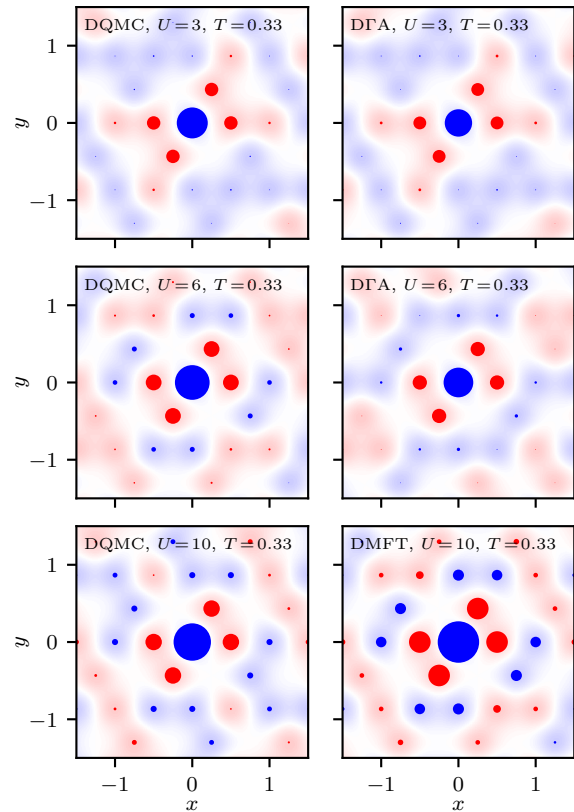 DQMC, U=3, T=0.33
DΓA, U=3, T=0.33
1
0
−1
y
DQMC, U=6, T=0.33
DΓA, U=6, T=0.33
1
0
−1
y
DQMC, U=10, T=0.33
DMFT, U=10, T=0.33
1
0
−1
y
−1 0 1
−1 0 1
x
x